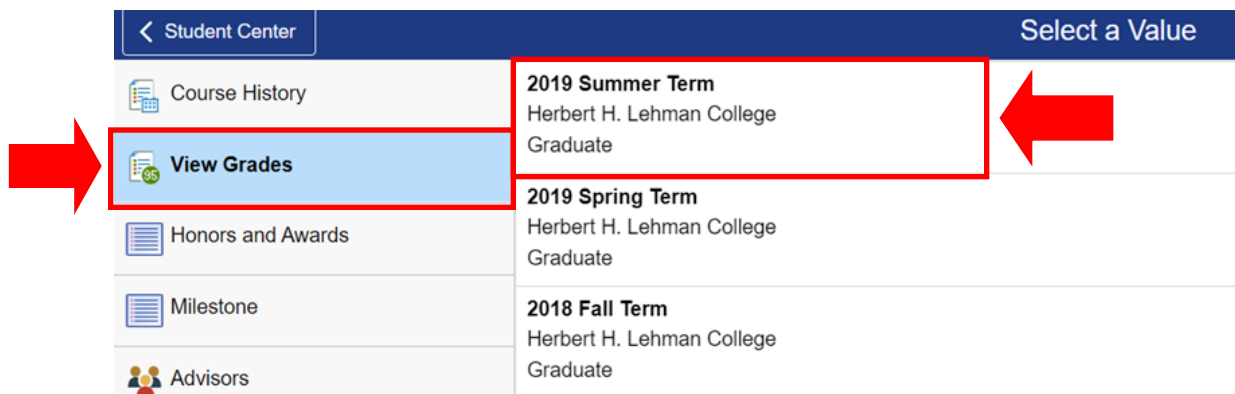 Student Center
Select a Value
Course History
View Grades
95
Honors and Awards
Milestone
Advisors
2019 Summer Term
Herbert H. Lehman College
Graduate
2019 Spring Term
Herbert H. Lehman College
Graduate
2018 Fall Term
Herbert H. Lehman College
Graduate